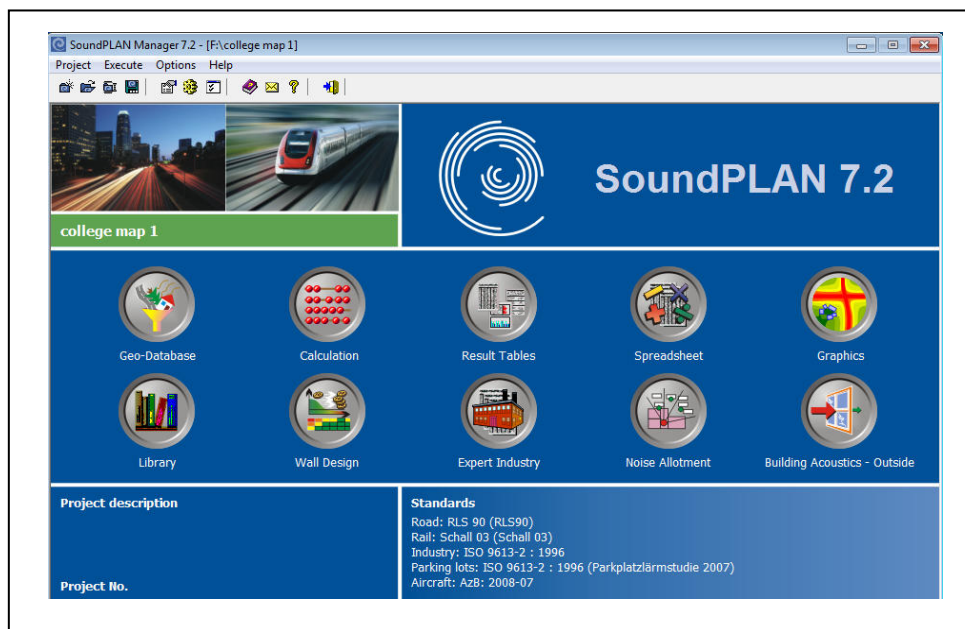 SoundPLAN Manager 7.2 - [F:\college map 1]
Project Execute Options Help
SoundPLAN 7.2
college map 1
Geo-Database Calculation Result Tables Spreadsheet Graphics
Library Wall Design Expert Industry Noise Allotment Building Acoustics - Outside
Project description
Project No.
Standards
Road: RLS 90 (RLS90)
Rail: Schall 03 (Schall 03)
Industry: ISO 9613-2 : 1996
Parking lots: ISO 9613-2 : 1996 (Parkplatzlärmstudie 2007)
Aircraft: AzB: 2008-07